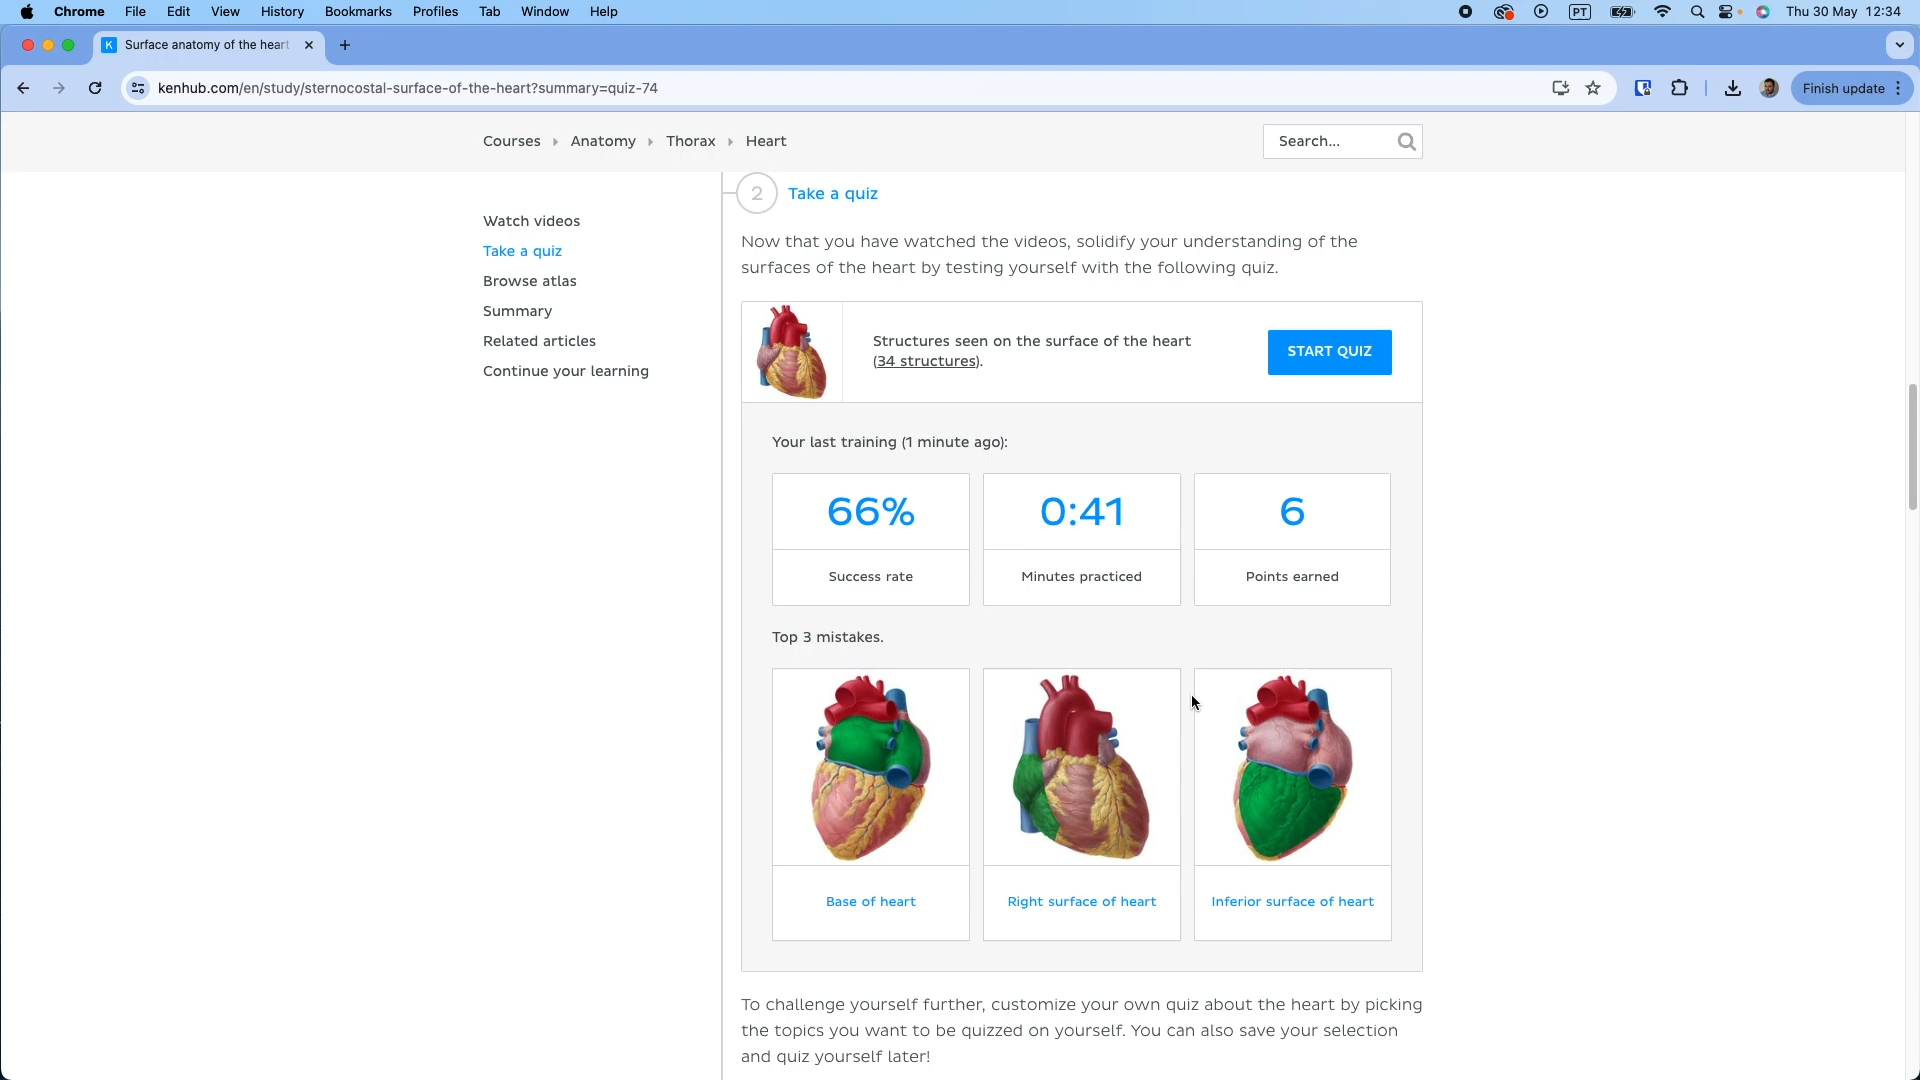 Chrome File Edit View History Bookmarks Profiles Tab Window Help PT Thu 30 May 12:34
K Surface anatomy of the heart
kenhub.com/en/study/sternocostal-surface-of-the-heart?summary=quiz-74 Finish update
Courses Anatomy Thorax Heart Search...
2 Take a quiz
Watch videos
Take a quiz
Browse atlas
Summary
Related articles
Continue your learning
Now that you have watched the videos, solidify your understanding of the
surfaces of the heart by testing yourself with the following quiz.
Structures seen on the surface of the heart
(34 structures).
START QUIZ
Your last training (1 minute ago):
66% 0:41 6
Success rate Minutes practiced Points earned
Top 3 mistakes.
Base of heart Right surface of heart Inferior surface of heart
To challenge yourself further, customize your own quiz about the heart by picking
the topics you want to be quizzed on yourself. You can also save your selection
and quiz yourself later!